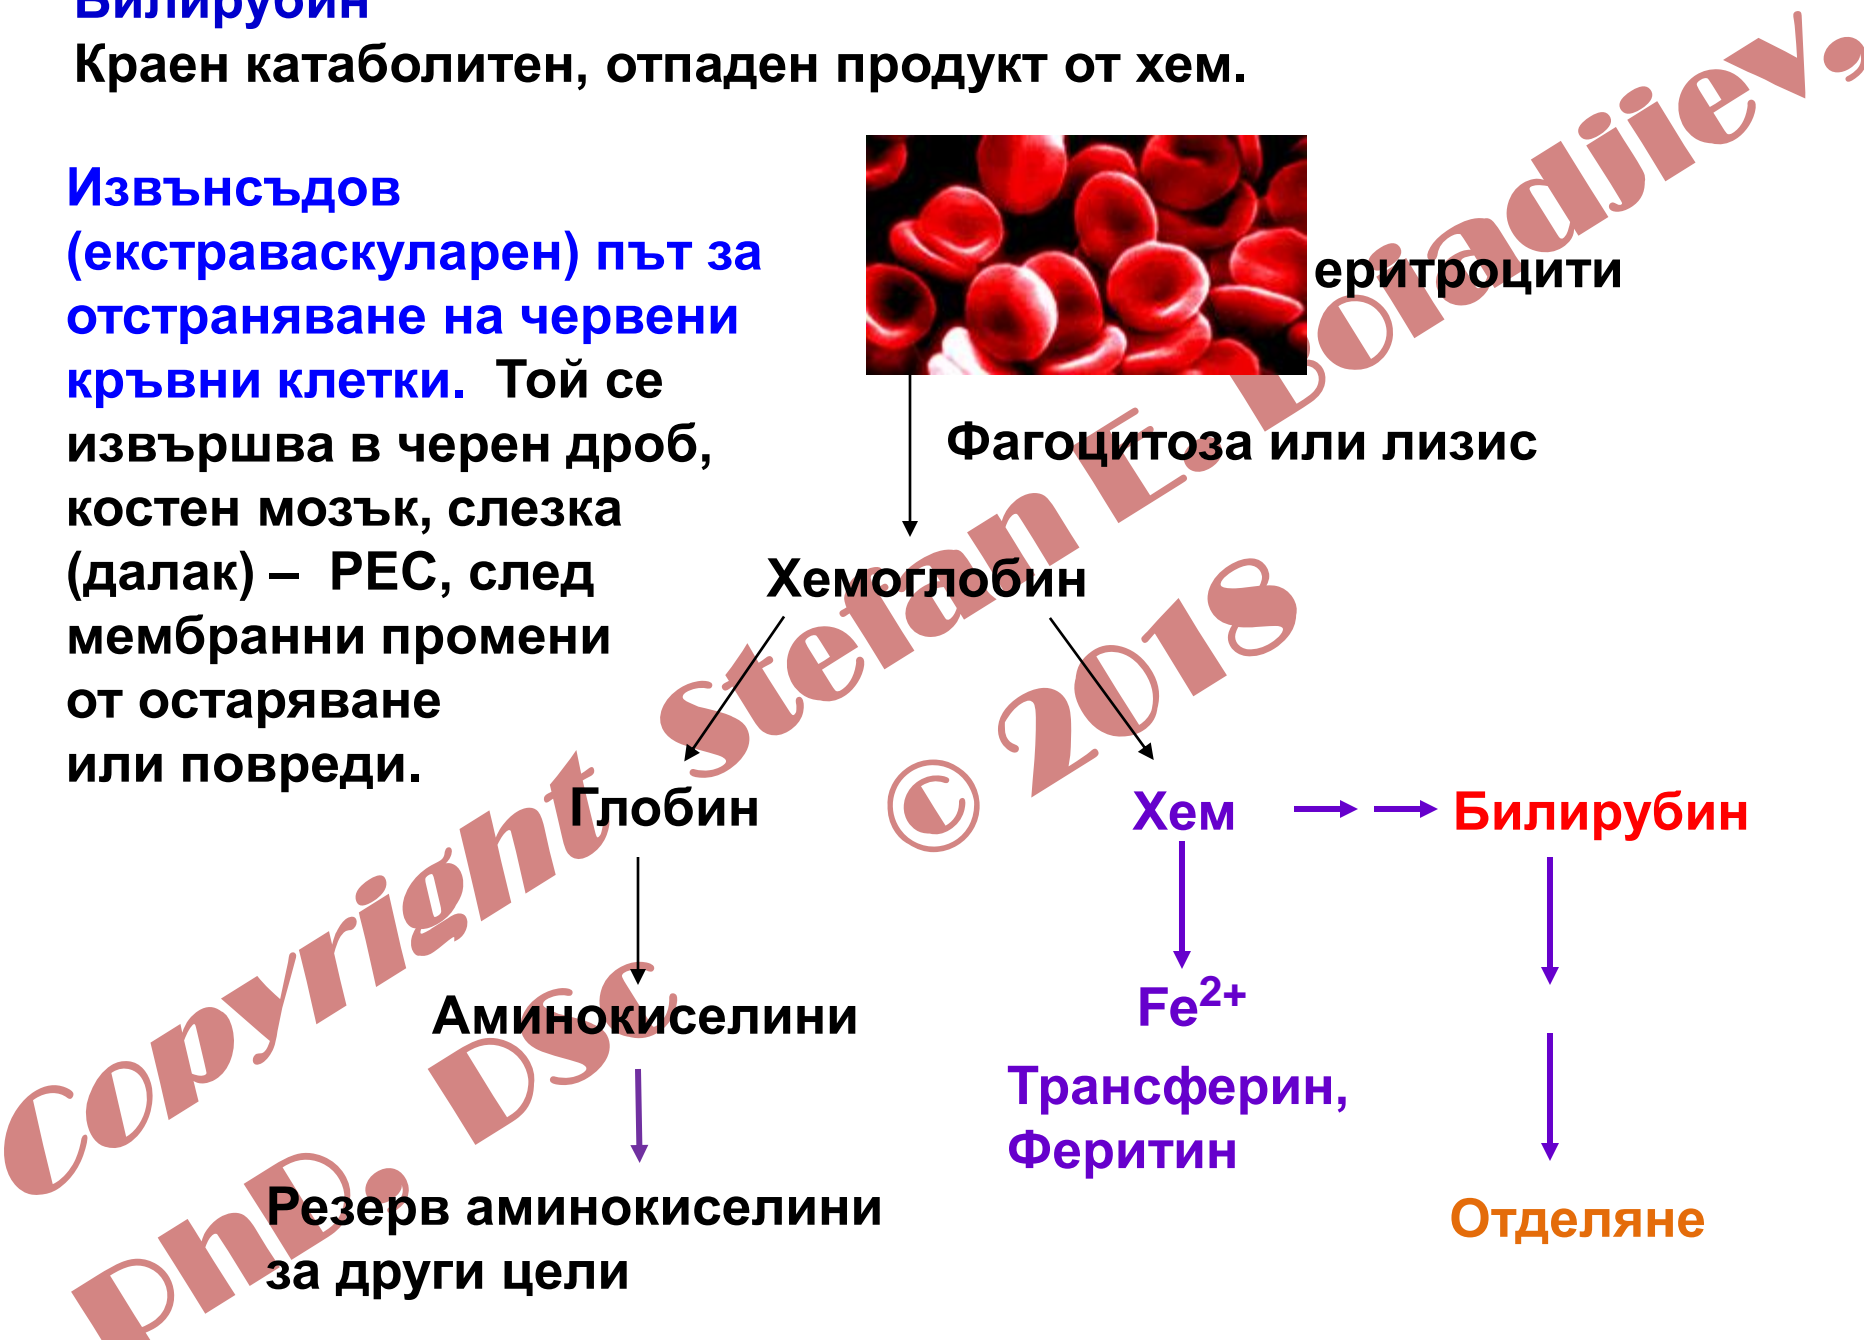 Билирубин
Краен катаболитен, отпаден продукт от хем.
Извънсъдов
(екстраваскуларен) път за
отстраняване на червени
кръвни клетки. Той се
извършва в черен дроб,
костен мозък, слезка
(далак) – РЕС, след
мембранни промени
от остаряване
или повреди.
еритроцити
Фагоцитоза или лизис
Хемоглобин
Глобин
Хем
Билирубин
Аминокиселини
Fe2+
Трансферин,
Феритин
Резерв аминокиселини
за други цели
Отделяне
Copyright Stefan E. Boiadjiev,
PhD, DSc © 2018